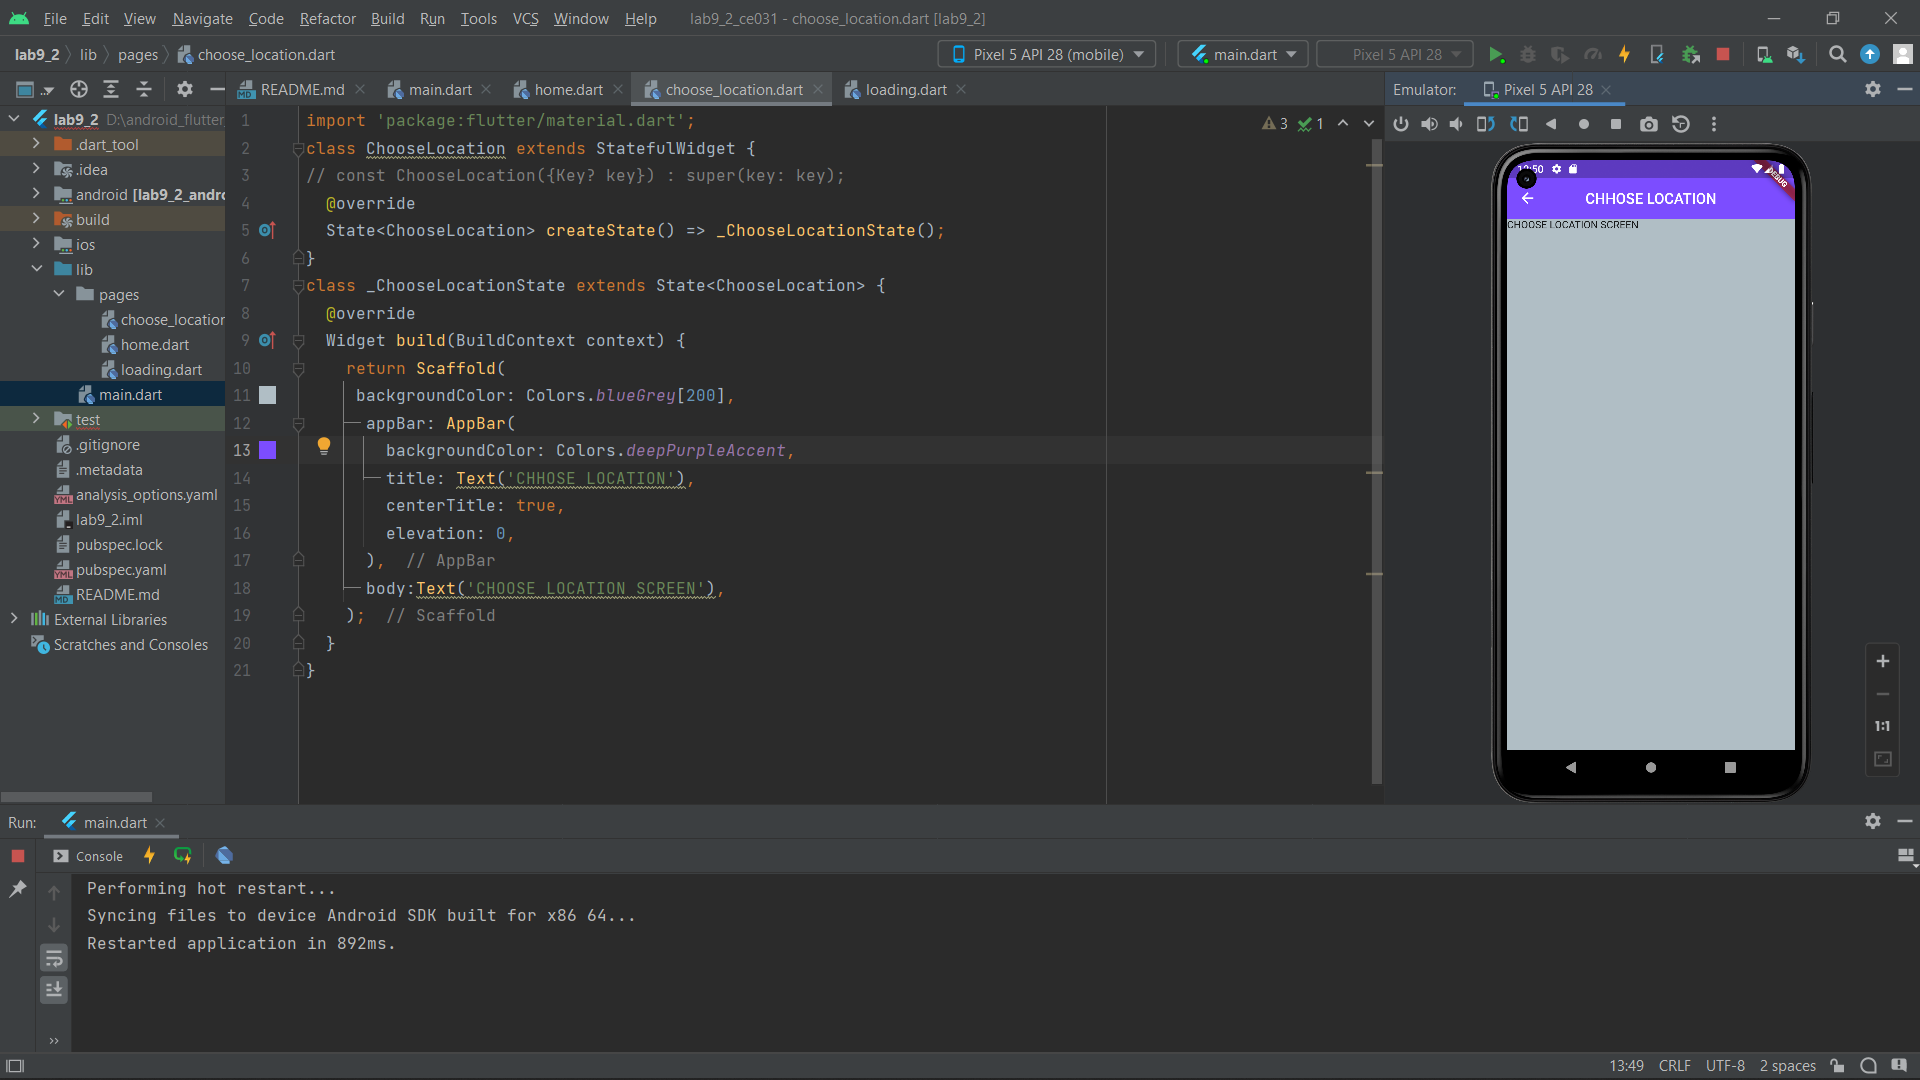 File Edit View Navigate Code Refactor Build Run Tools VCS Window Help lab9_2_ce031 - choose_location.dart [lab9_2]
lab9_2 lib pages choose_location.dart Pixel 5 API 28 (mobile) main.dart Pixel 5 API 28
README.md main.dart home.dart choose_location.dart loading.dart Emulator: Pixel 5 API 28
lab9_2 D:\android_flutter
.dart_tool
.idea
android [lab9_2_andro
build
ios
lib
pages
choose_location
home.dart
loading.dart
main.dart
test
.gitignore
.metadata
analysis_options.yaml
lab9_2.iml
pubspec.lock
pubspec.yaml
README.md
External Libraries
Scratches and Consoles
1 import 'package:flutter/material.dart';
2 class ChooseLocation extends StatefulWidget {
3 // const ChooseLocation({Key? key}) : super(key: key);
4 @override
5 State<ChooseLocation> createState() => _ChooseLocationState();
6 }
7 class _ChooseLocationState extends State<ChooseLocation> {
8 @override
9 Widget build(BuildContext context) {
10 return Scaffold(
11 backgroundColor: Colors.blueGrey[200],
12 appBar: AppBar(
13 backgroundColor: Colors.deepPurpleAccent,
14 title: Text('CHHOSE LOCATION'),
15 centerTitle: true,
16 elevation: 0,
17 ), // AppBar
18 body:Text('CHOOSE LOCATION SCREEN'),
19 ); // Scaffold
20 }
21 }
3 1
DEBUG
CHHOSE LOCATION
CHOOSE LOCATION SCREEN
1:1
Run: main.dart
Console
Performing hot restart...
Syncing files to device Android SDK built for x86 64...
Restarted application in 892ms.
13:49 CRLF UTF-8 2 spaces